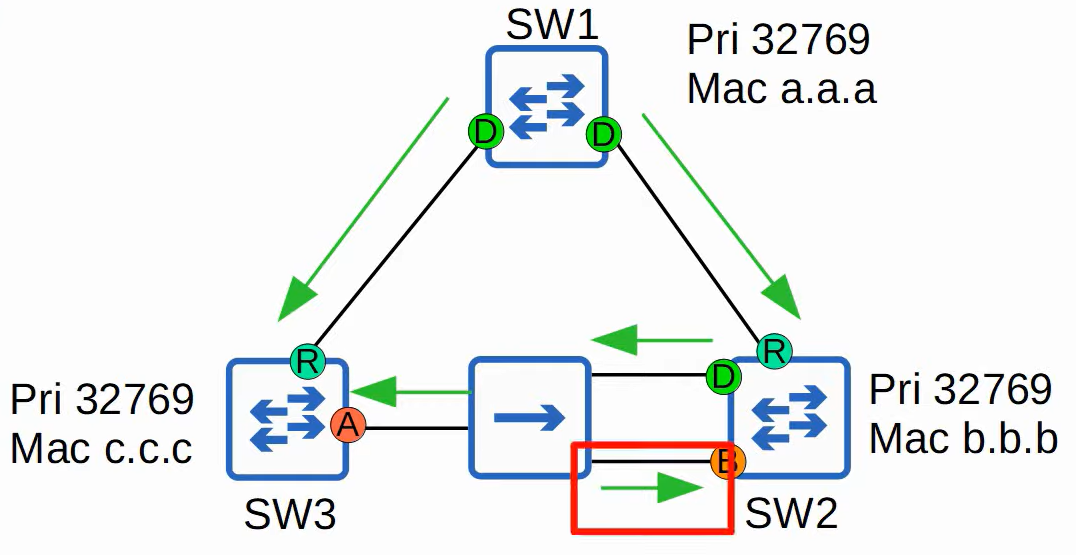 SW1
Pri 32769
Mac a.a.a
D
D
R
R
D
A
B
Pri 32769
Mac c.c.c
Pri 32769
Mac b.b.b
SW3
SW2